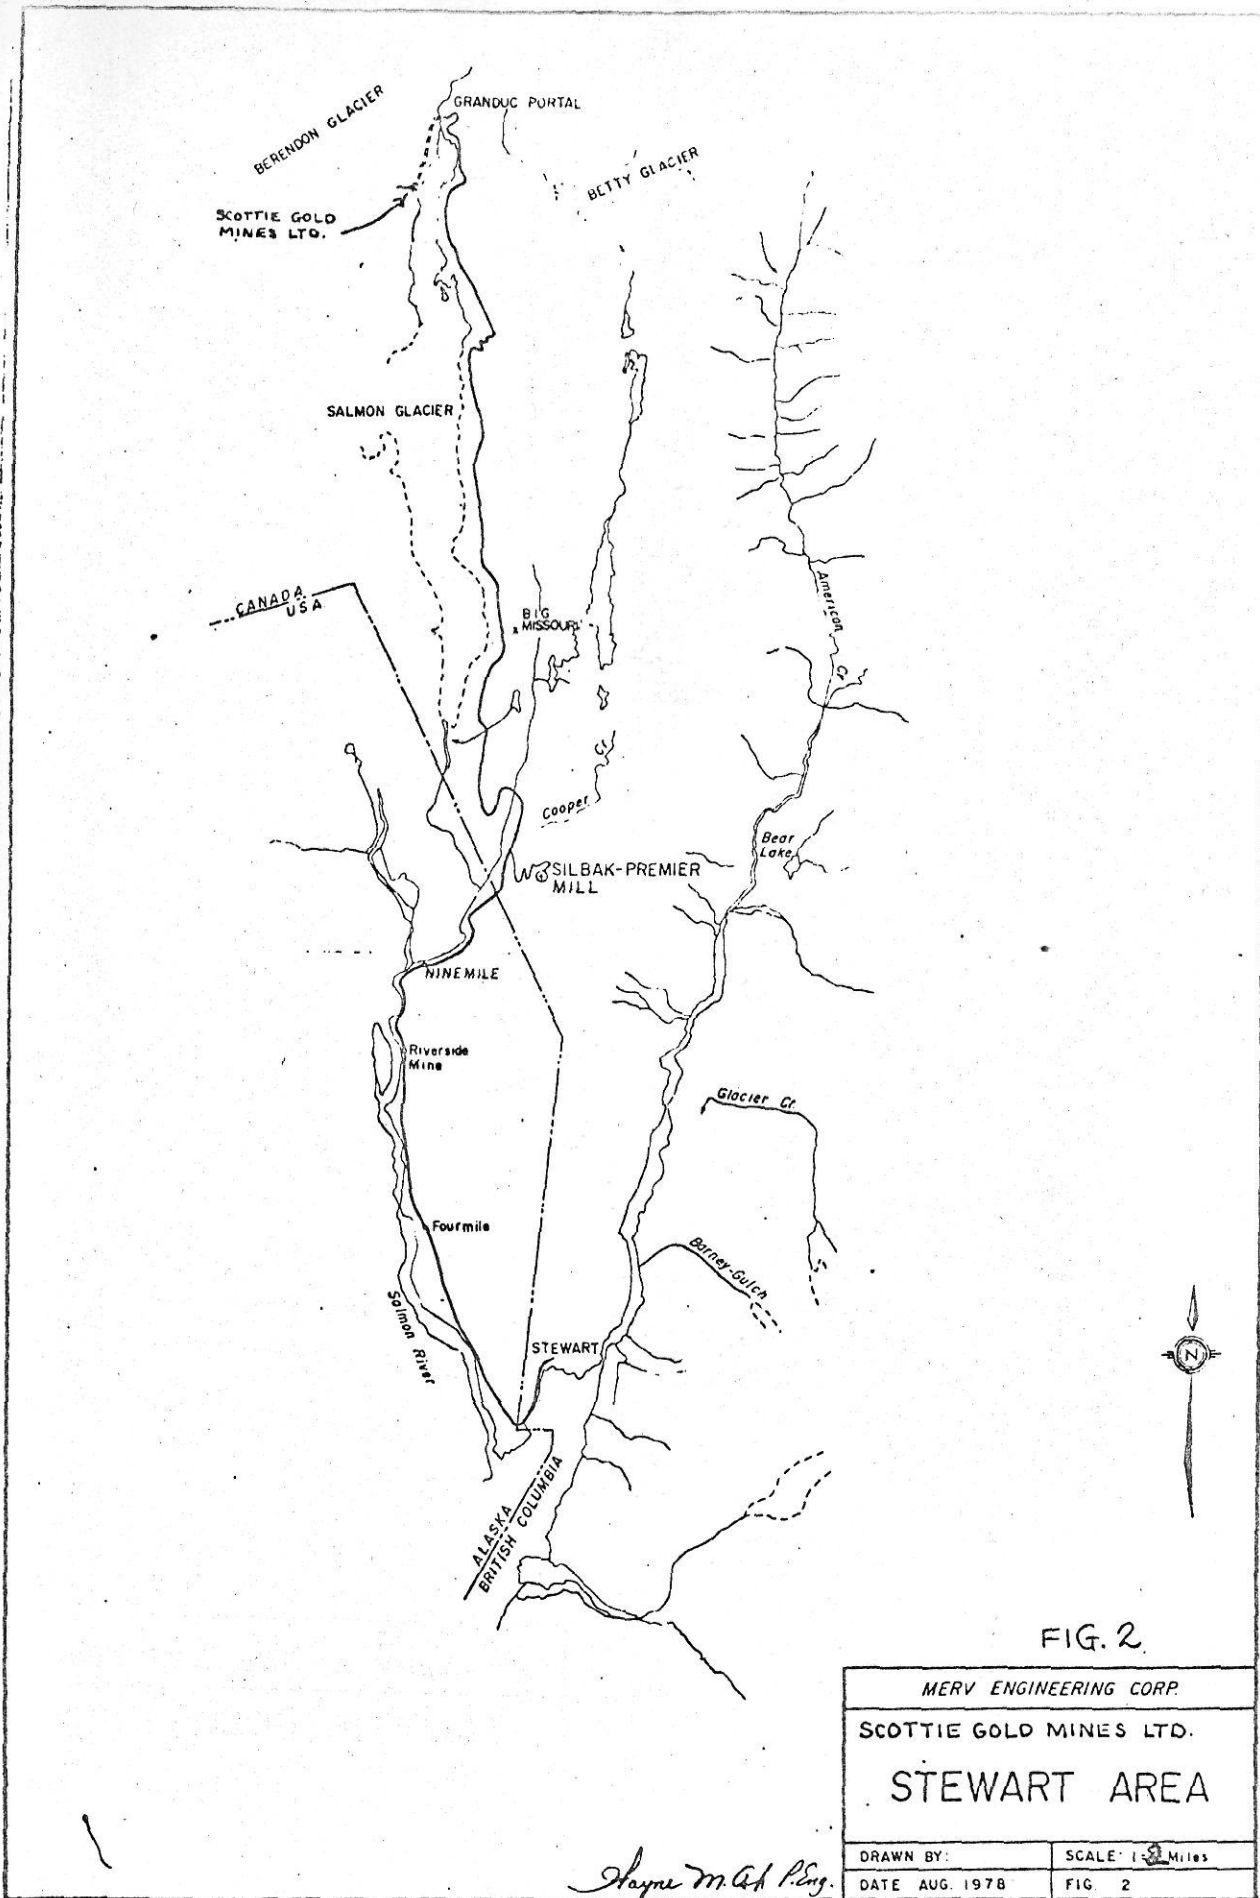 GRANDUC PORTAL
BERENDON GLACIER
BETTY GLACIER
SCOTTIE GOLD
MINES LTD.
SALMON GLACIER
CANADA
USA
BIG
MISSOURI
American
Cr
Cooper
Cr
Bear
Lake
SILBAK-PREMIER
MILL
NINEMILE
Riverside
Mine
Glacier Cr.
Fourmile
Barney-Gulch
Salmon River
STEWART
ALASKA
BRITISH COLUMBIA
N
FIG. 2
MERV ENGINEERING CORP.
SCOTTIE GOLD MINES LTD.
STEWART AREA
DRAWN BY:
SCALE: 1-2 Miles
DATE AUG. 1978
FIG. 2
P.Eng.